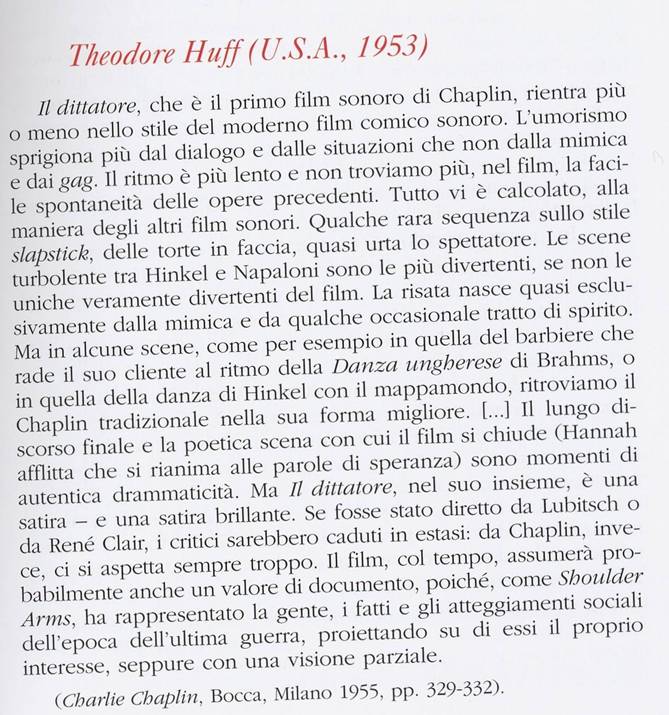 Theodore Huff (U.S.A., 1953)
Il dittatore, che è il primo film sonoro di Chaplin, rientra più
o meno nello stile del moderno film comico sonoro. L'umorismo
sprigiona più dal dialogo e dalle situazioni che non dalla mimica
e dai gag. Il ritmo è più lento e non troviamo più, nel film, la faci-
le spontaneità delle opere precedenti. Tutto vi è calcolato, alla
maniera degli altri film sonori. Qualche rara sequenza sullo stile
slapstick, delle torte in faccia, quasi urta lo spettatore. Le scene
turbolente tra Hinkel e Napaloni sono le più divertenti, se non le
uniche veramente divertenti del film. La risata nasce quasi esclu-
sivamente dalla mimica e da qualche occasionale tratto di spirito.
Ma in alcune scene, come per esempio in quella del barbiere che
rade il suo cliente al ritmo della Danza ungherese di Brahms, o
in quella della danza di Hinkel con il mappamondo, ritroviamo il
Chaplin tradizionale nella sua forma migliore. [...] Il lungo di-
scorso finale e la poetica scena con cui il film si chiude (Hannah
afflitta che si rianima alle parole di speranza) sono momenti di
autentica drammaticità. Ma Il dittatore, nel suo insieme, è una
satira – e una satira brillante. Se fosse stato diretto da Lubitsch o
da René Clair, i critici sarebbero caduti in estasi: da Chaplin, inve-
ce, ci si aspetta sempre troppo. Il film, col tempo, assumerà pro-
babilmente anche un valore di documento, poiché, come Shoulder
Arms, ha rappresentato la gente, i fatti e gli atteggiamenti sociali
dell'epoca dell'ultima guerra, proiettando su di essi il proprio
interesse, seppure con una visione parziale.
(Charlie Chaplin, Bocca, Milano 1955, pp. 329-332).